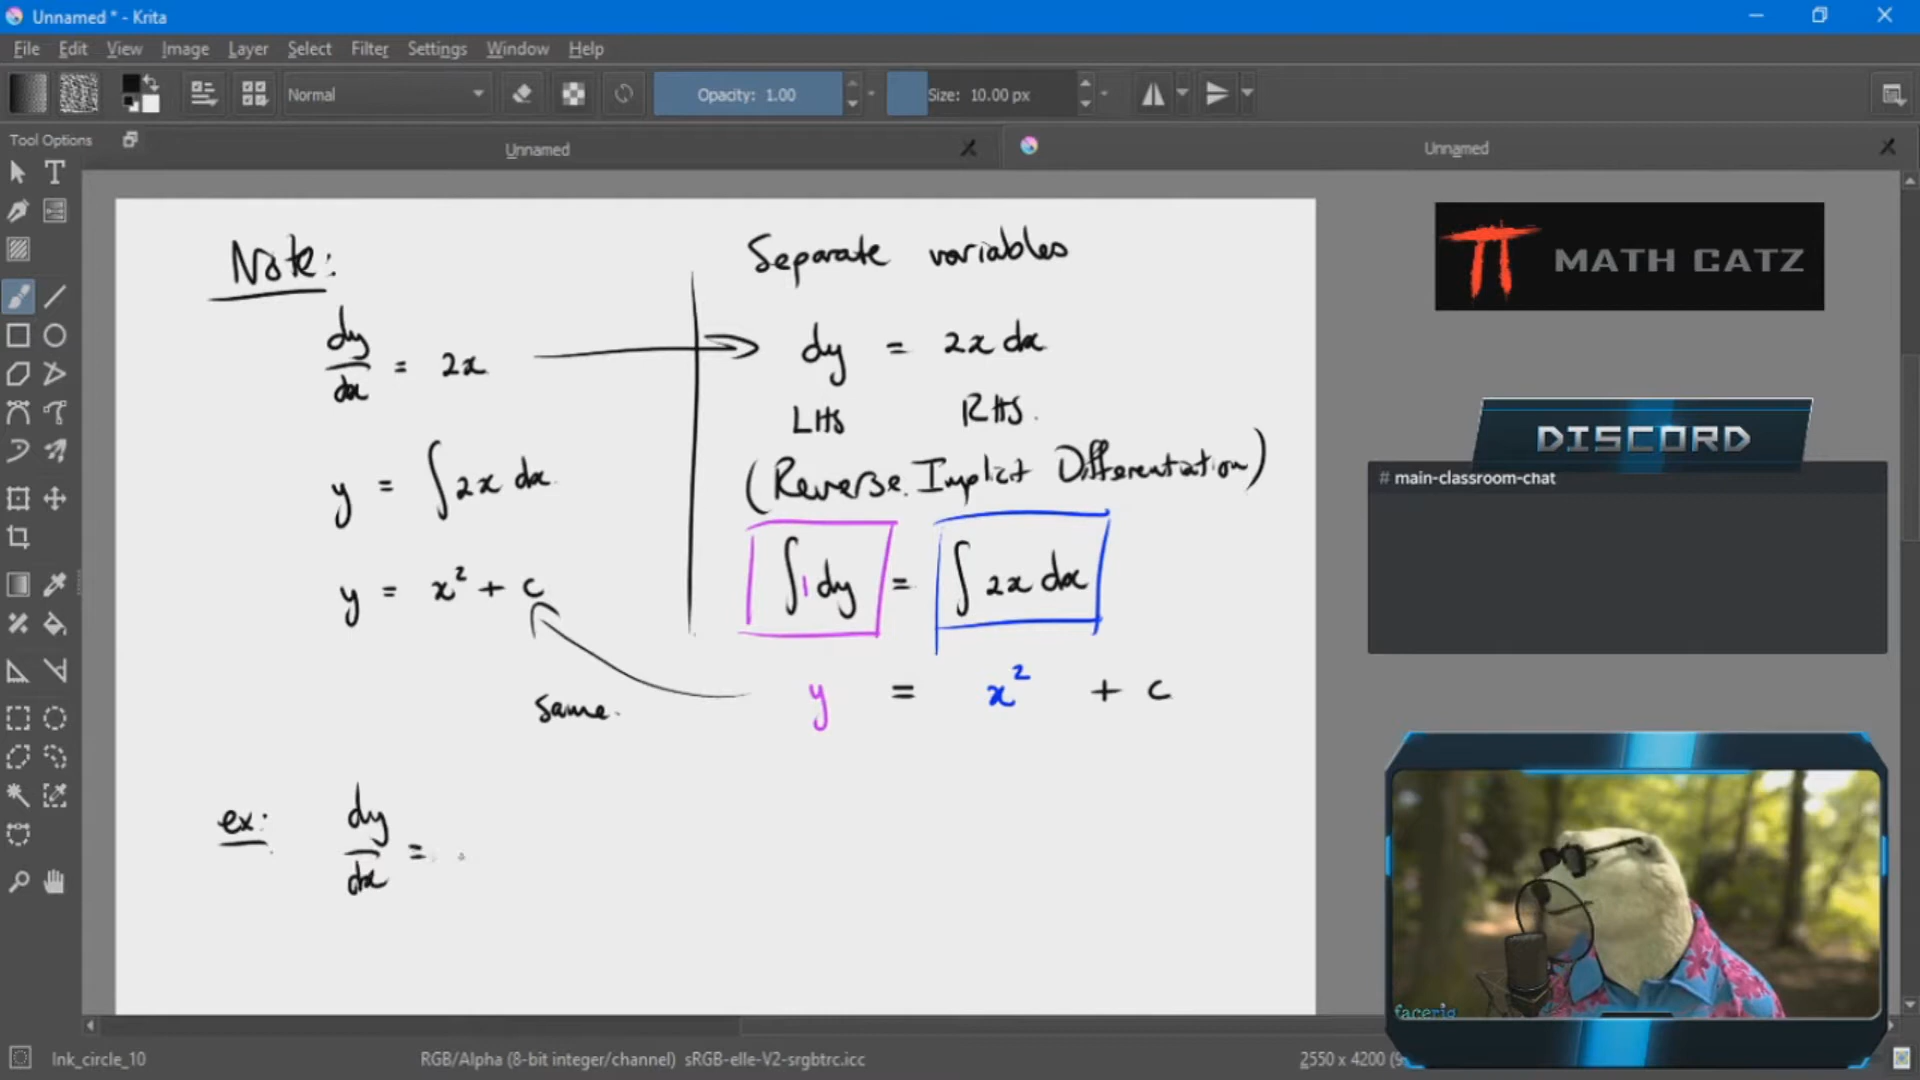 Unnamed * - Krita
File Edit View Image Layer Select Filter Settings Window Help
Normal
Opacity: 1.00
Size: 10.00 px
Tool Options
Unnamed
Unnamed
Note:
dy/dx = 2x
y = ∫2x dx
y = x² + c
same.
Separate variables
dy = 2x dx
LHS RHS.
(Reverse Implicit Differentiation)
∫1 dy = ∫ 2x dx
y = x² + c
ex: dy/dx =
MATH CATZ
DISCORD
# main-classroom-chat
facerig
Ink_circle_10
RGB/Alpha (8-bit integer/channel) sRGB-elle-V2-srgbtrc.icc
2550 x 4200